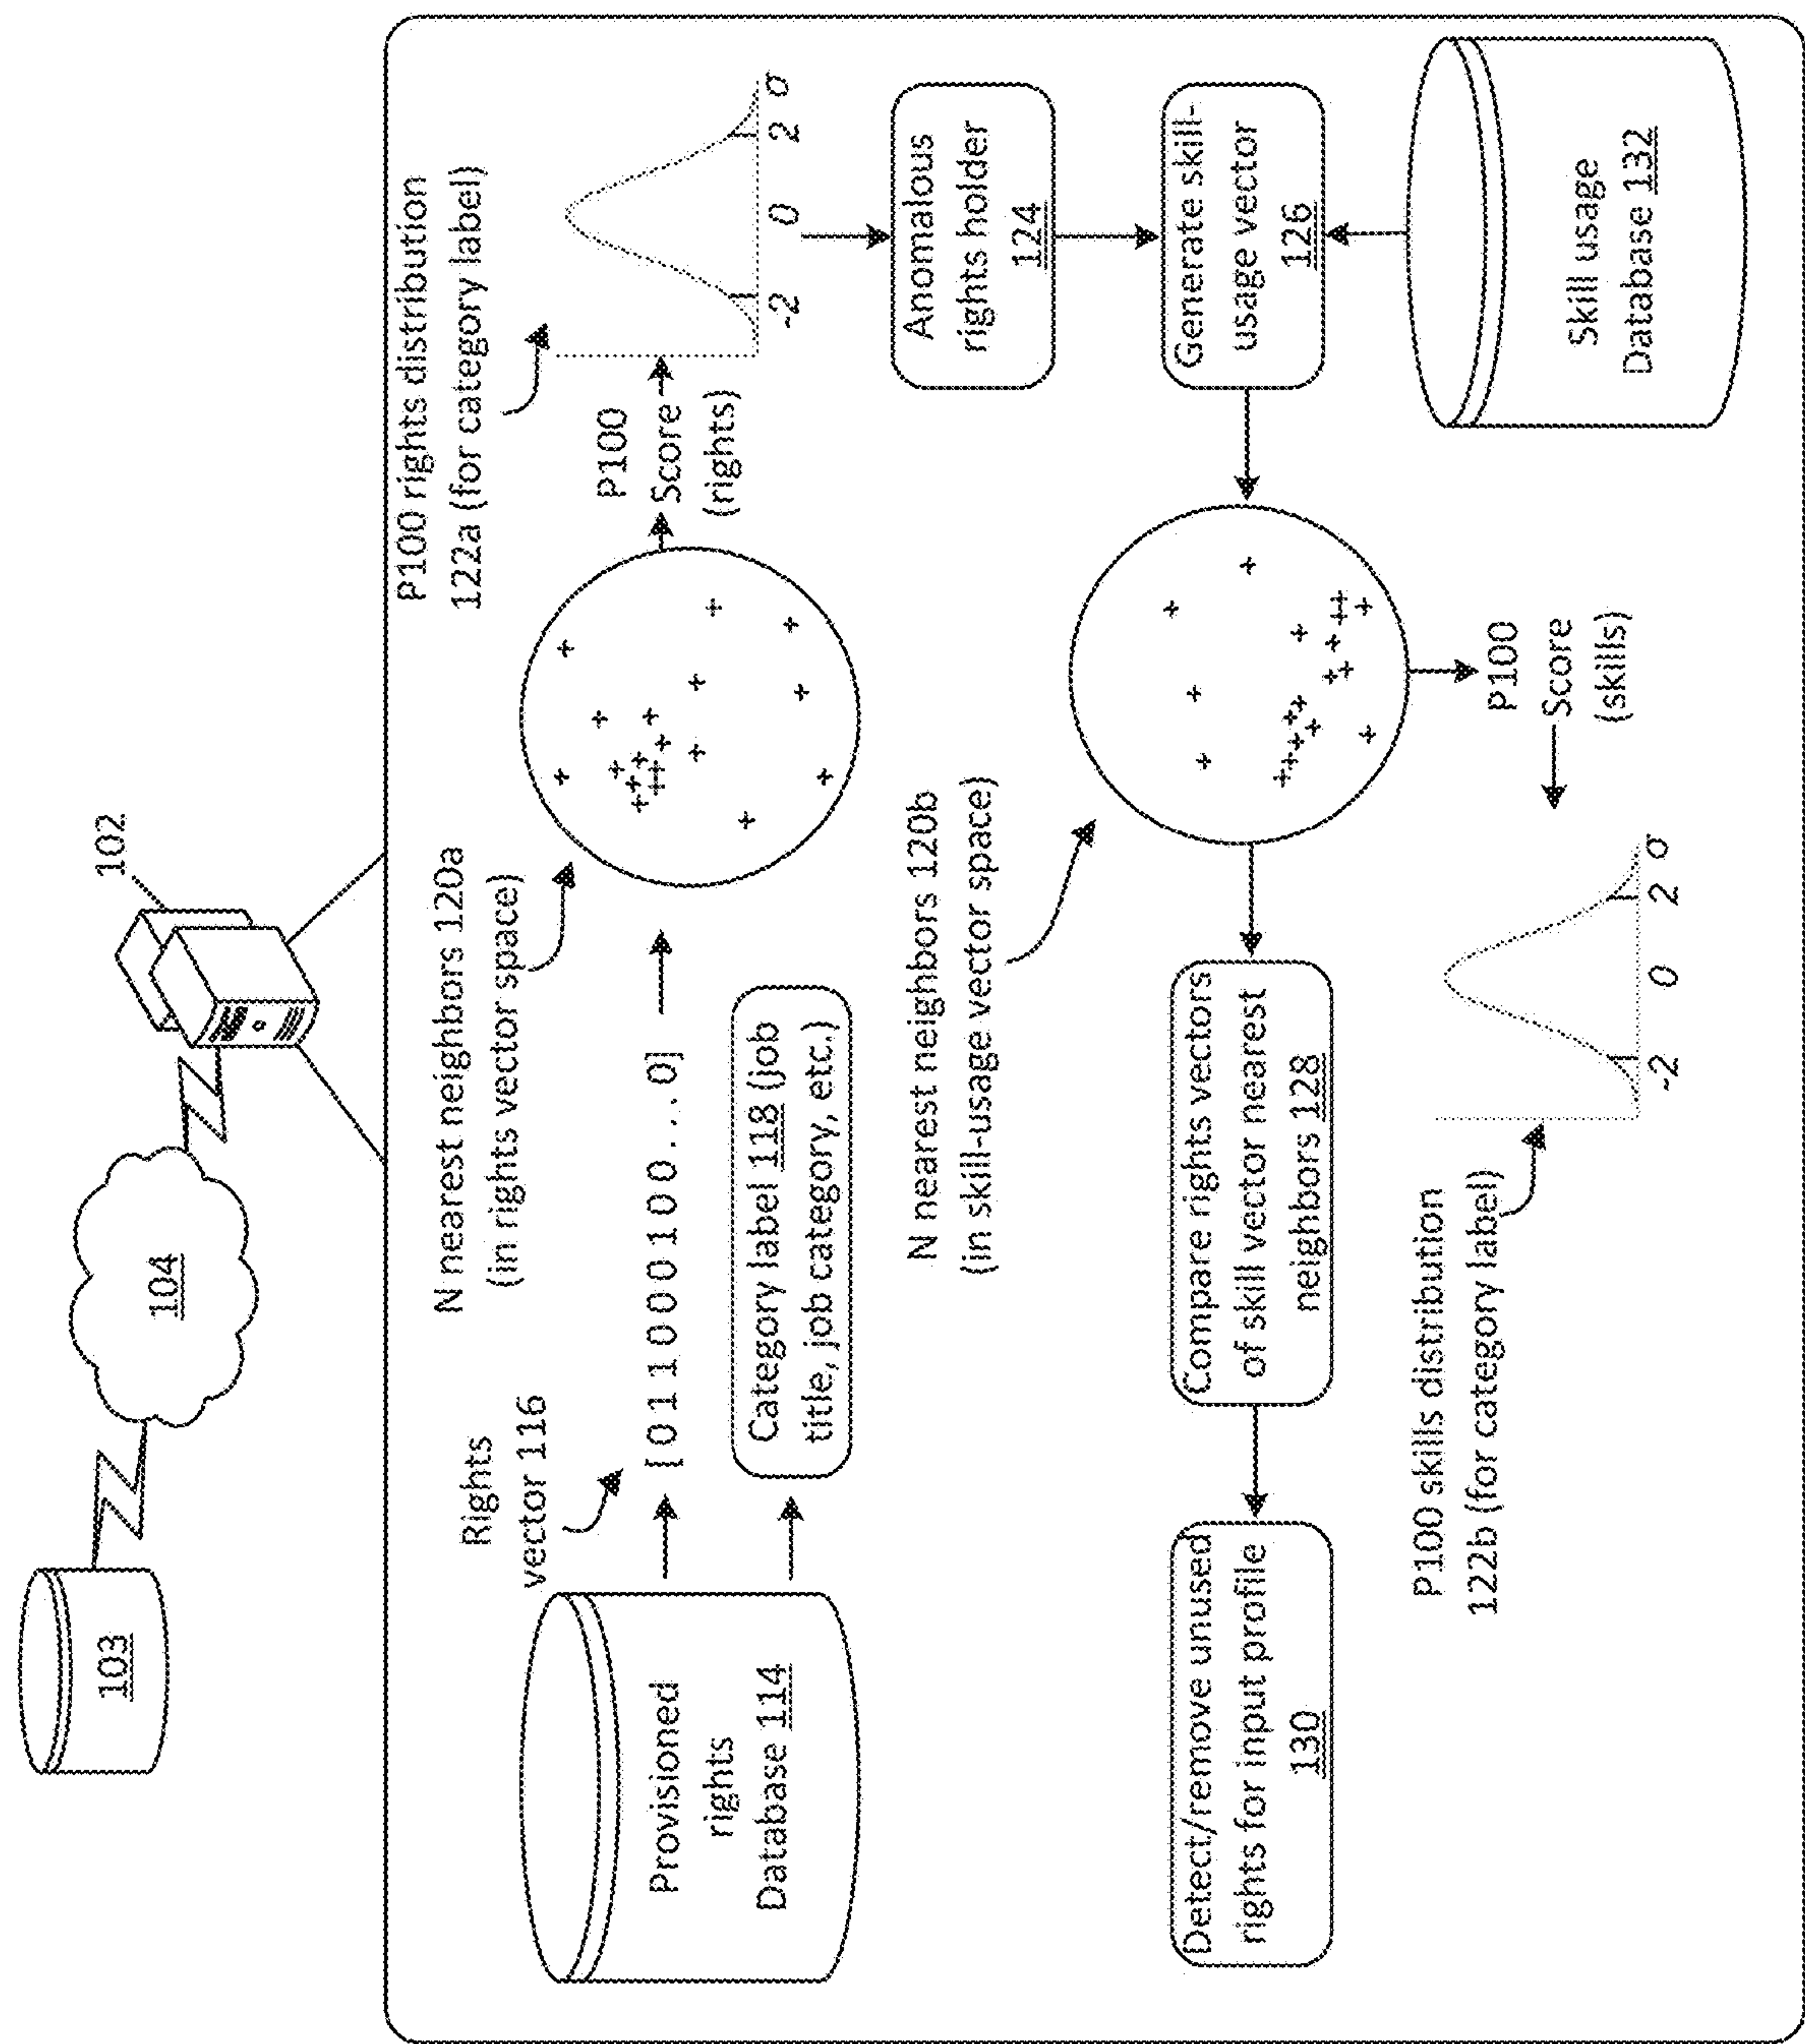 103
104
102
Provisioned
rights
Database 114
Rights
vector 116
[0 1 1 0 0 0 1 0 0 . . . 0]
Category label 118 (job
title, job category, etc.)
N nearest neighbors 120a
(in rights vector space)
P100
Score
(rights)
P100 rights distribution
122a (for category label)
-2 0 2 σ
Anomalous
rights holder
124
Generate skill-
usage vector
126
Skill usage
Database 132
N nearest neighbors 120b
(in skill-usage vector space)
P100
Score
(skills)
Compare rights vectors
of skill vector nearest
neighbors 128
Detect/remove unused
rights for input profile
130
P100 skills distribution
122b (for category label)
-2 0 2 σ